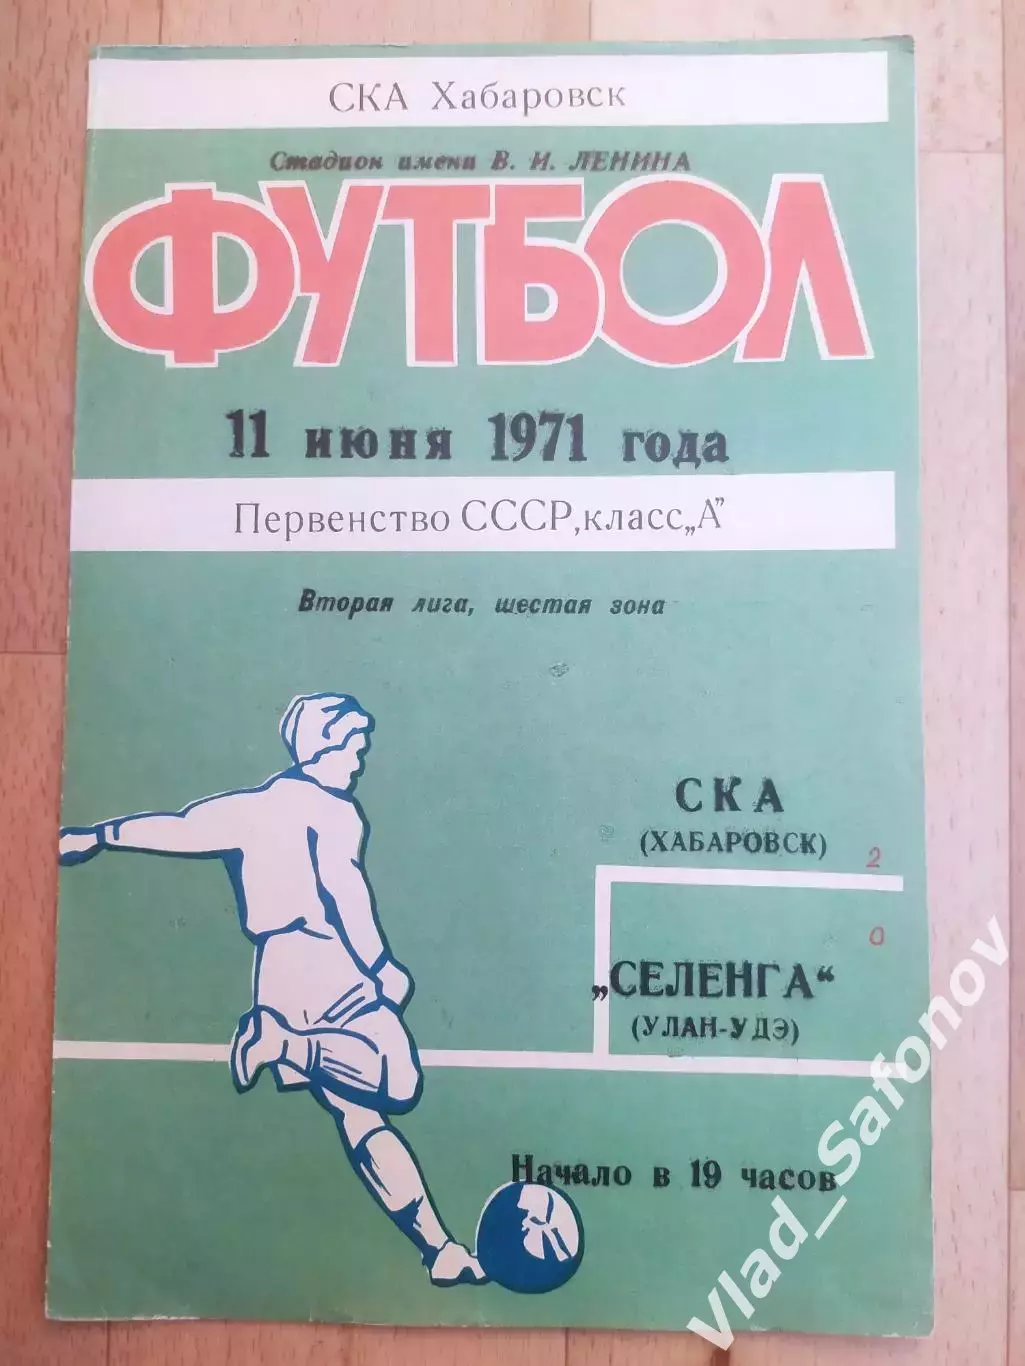 СКА Хабаровск
Стадион имени В. И. ЛЕНИНА
ФУТБОЛ
11 июня 1971 года
Первенство СССР, класс „А”
Вторая лига, шестая зона
СКА
(ХАБАРОВСК) 2
0
„СЕЛЕНГА“
(УЛАН-УДЭ)
Начало в 19 часов
Vlad_Safonov